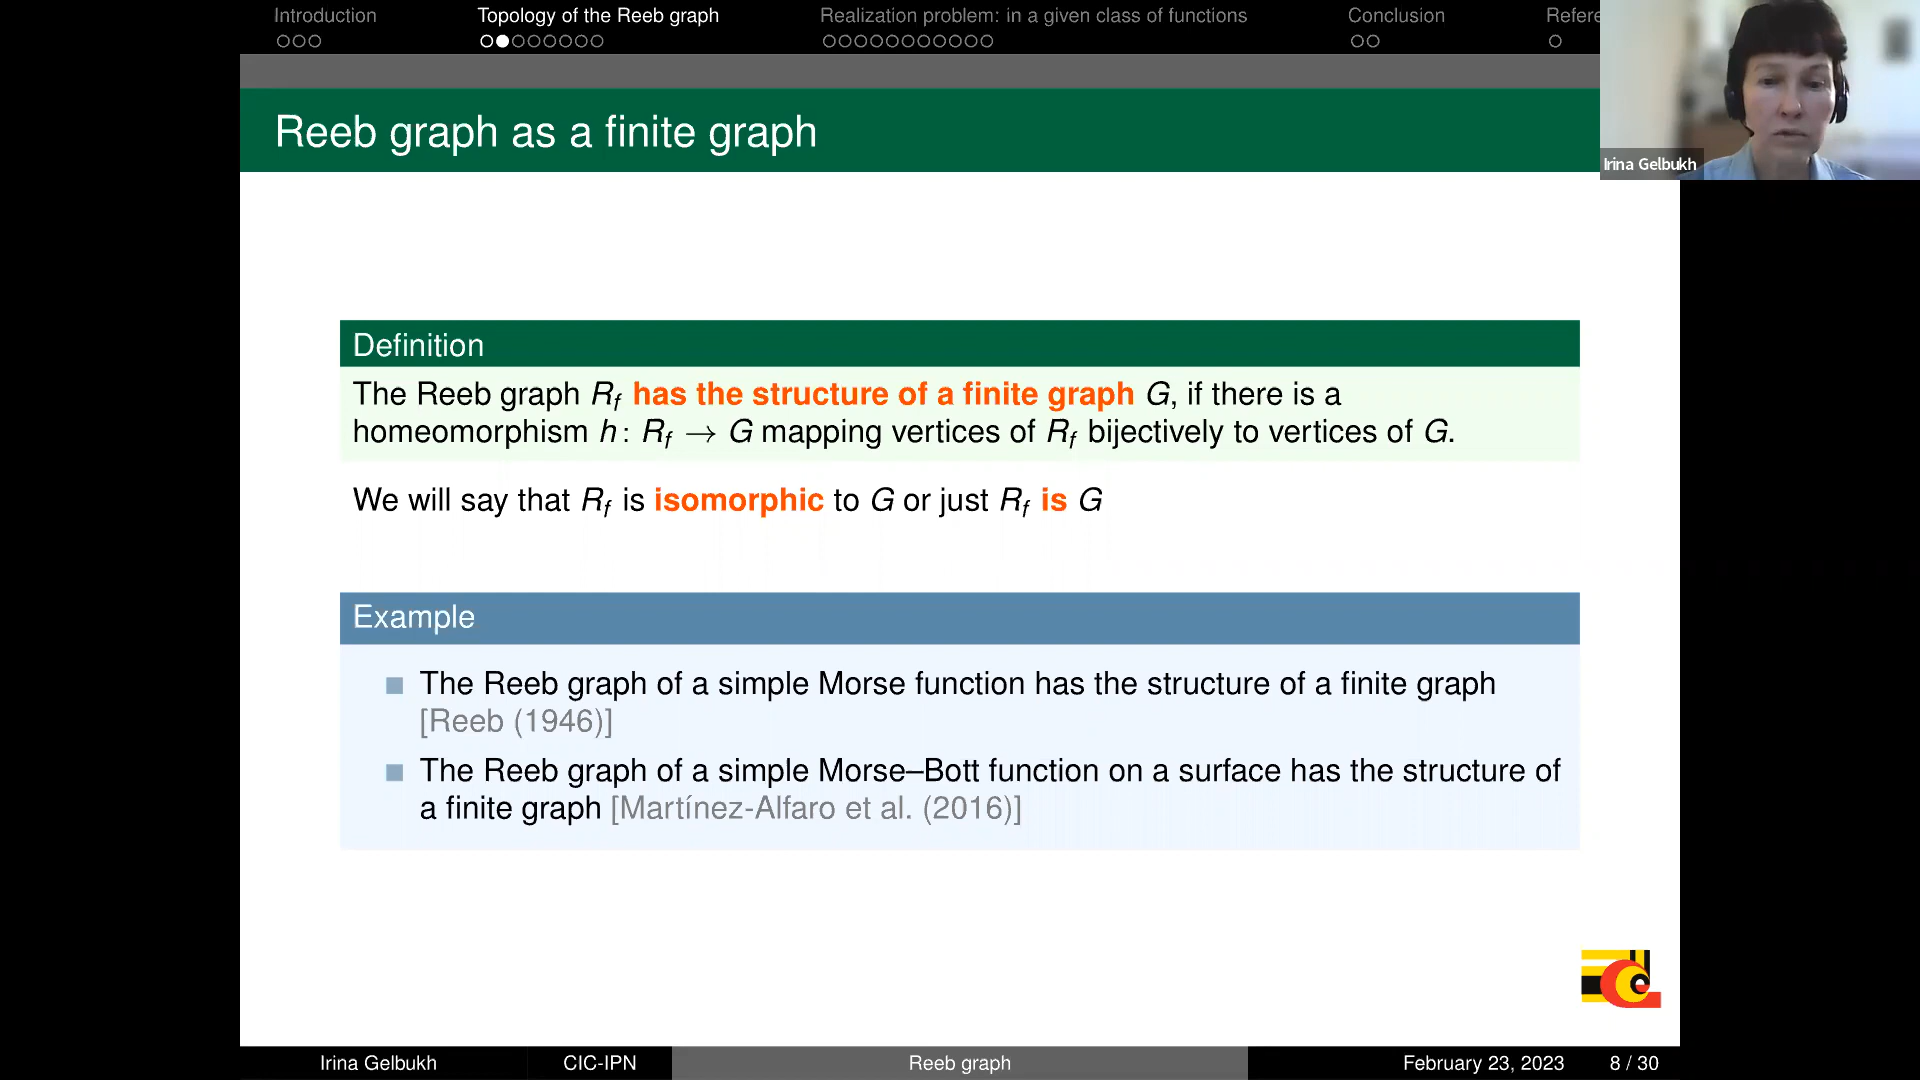 Introduction
Topology of the Reeb graph
Realization problem: in a given class of functions
Conclusion
Refere
Irina Gelbukh
Reeb graph as a finite graph
Definition
The Reeb graph R_f has the structure of a finite graph G, if there is a
homeomorphism h: R_f → G mapping vertices of R_f bijectively to vertices of G.
We will say that R_f is isomorphic to G or just R_f is G
Example
The Reeb graph of a simple Morse function has the structure of a finite graph
[Reeb (1946)]
The Reeb graph of a simple Morse–Bott function on a surface has the structure of
a finite graph [Martínez-Alfaro et al. (2016)]
Irina Gelbukh
CIC-IPN
Reeb graph
February 23, 2023
8 / 30